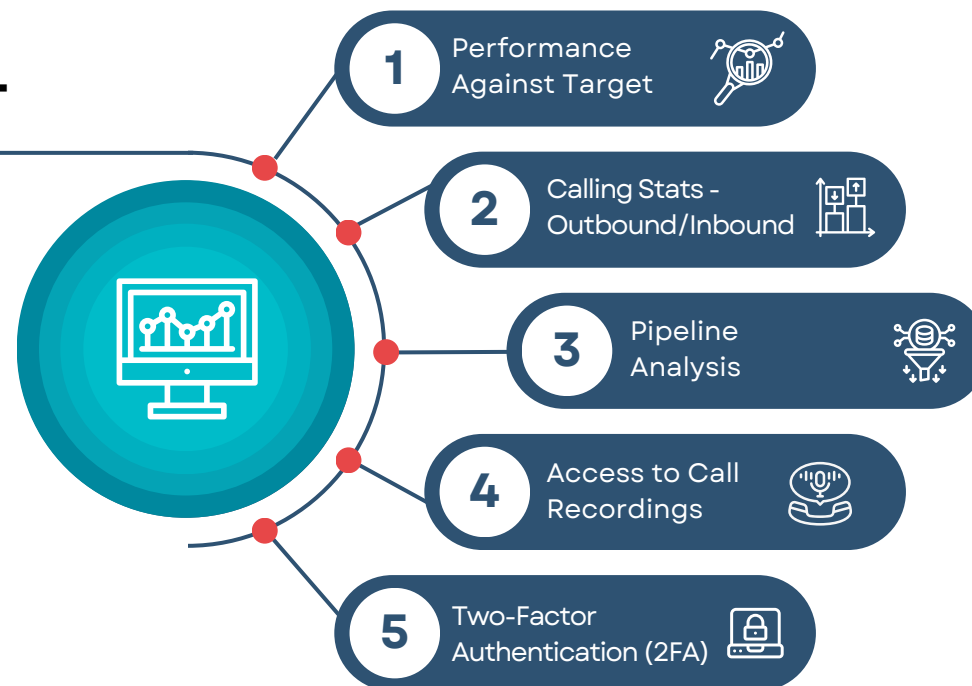 1
Performance
Against Target
2
Calling Stats -
Outbound/Inbound
3
Pipeline
Analysis
4
Access to Call
Recordings
5
Two-Factor
Authentication (2FA)